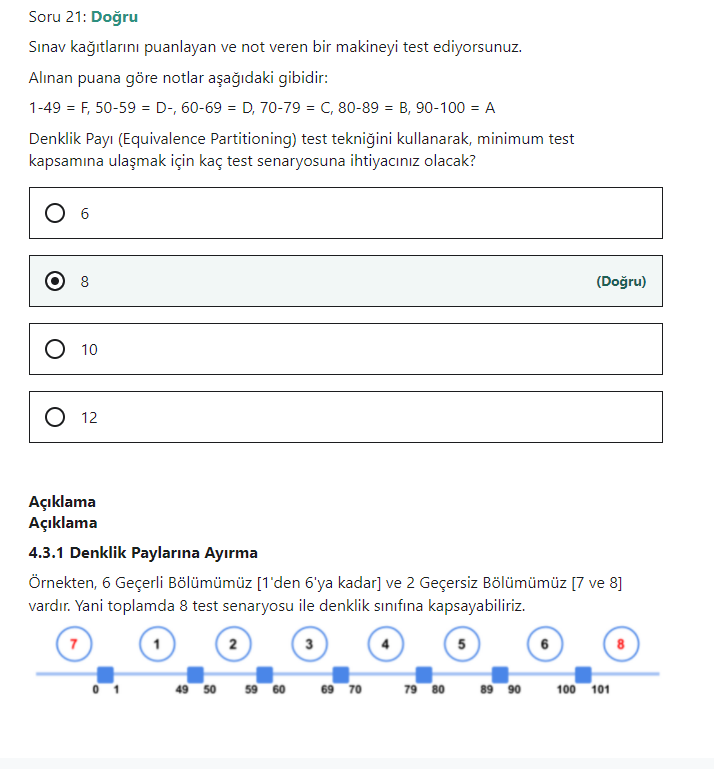 Soru 21: Doğru
Sınav kağıtlarını puanlayan ve not veren bir makineyi test ediyorsunuz.
Alınan puana göre notlar aşağıdaki gibidir:
1-49 = F, 50-59 = D-, 60-69 = D, 70-79 = C, 80-89 = B, 90-100 = A
Denklik Payı (Equivalence Partitioning) test tekniğini kullanarak, minimum test
kapsamına ulaşmak için kaç test senaryosuna ihtiyacınız olacak?
6
8 (Doğru)
10
12
Açıklama
Açıklama
4.3.1 Denklik Paylarına Ayırma
Örnekten, 6 Geçerli Bölümümüz [1'den 6'ya kadar] ve 2 Geçersiz Bölümümüz [7 ve 8]
vardır. Yani toplamda 8 test senaryosu ile denklik sınıfına kapsayabiliriz.
7 1 2 3 4 5 6 8
0 1 49 50 59 60 69 70 79 80 89 90 100 101